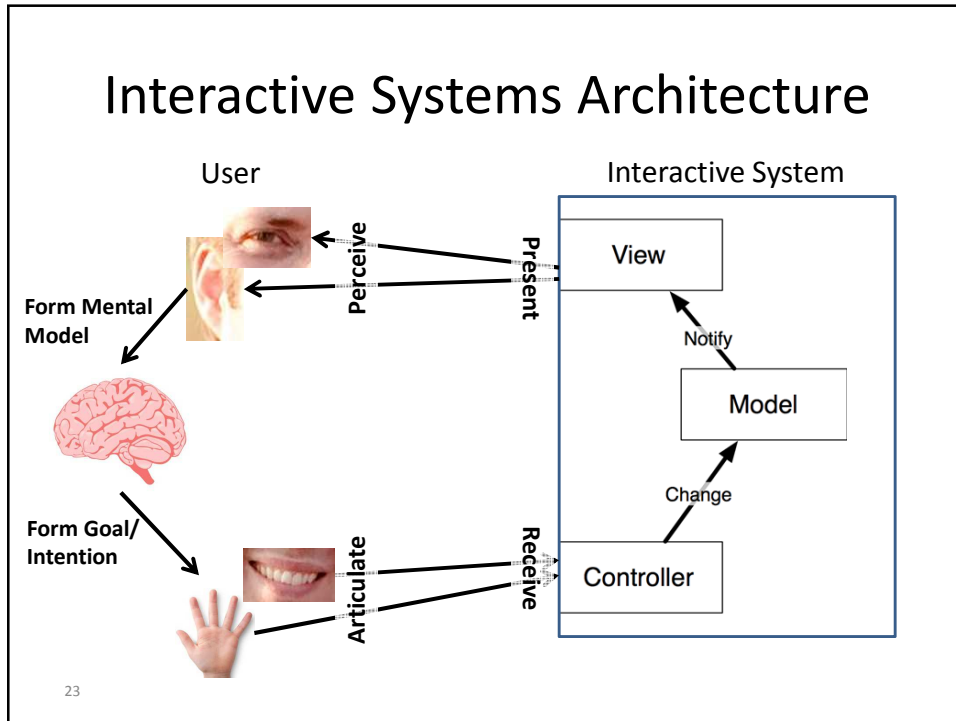 Interactive Systems Architecture
User
Interactive System
Perceive
Present
View
Form Mental
Model
Notify
Model
Change
Form Goal/
Intention
Articulate
Receive
Controller
23